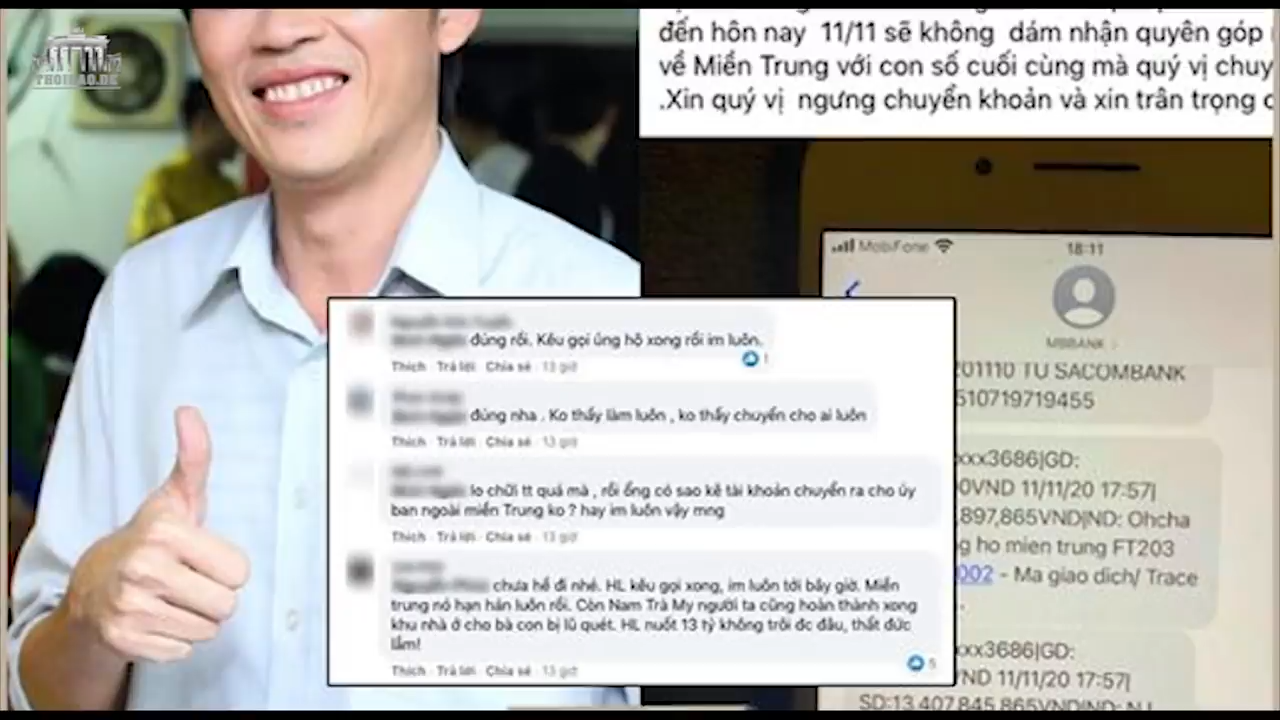 THOIBAO.DE
đến hôn nay 11/11 sẽ không dám nhận quyên góp
về Miền Trung với con số cuối cùng mà quý vị chuy
.Xin quý vị ngưng chuyển khoản và xin trân trọng
MobiFone
18:11
MBBANK
201110 TU SACOMBANK
510719719455
xxx3686|GD:
0VND 11/11/20 17:57|
,897,865VND|ND: Ohcha
g ho mien trung FT203
002 - Ma giao dich/ Trace
xxx3686|GD:
VND 11/11/20 17:57|
SD:13,407,845,865VND|ND: N
đúng rồi. Kêu gọi ủng hộ xong rồi im luôn.
1
Thích · Trả lời · Chia sẻ · 13 giờ
đúng nha . Ko thấy làm luôn , ko thấy chuyển cho ai luôn
Thích · Trả lời · Chia sẻ · 13 giờ
lo chữi tt quá mà , rồi ổng có sao kê tài khoản chuyển ra cho ủy
ban ngoài miền Trung ko ? hay im luôn vậy mng
Thích · Trả lời · Chia sẻ · 13 giờ
chưa hề đi nhé. HL kêu gọi xong, im luôn tới bây giờ. Miền
trung nó hạn hán luôn rồi. Còn Nam Trà My người ta cũng hoàn thành xong
khu nhà ở cho bà con bị lũ quét. HL nuốt 13 tỷ không trôi đc đâu, thất đức
lắm!
5
Thích · Trả lời · Chia sẻ · 13 giờ